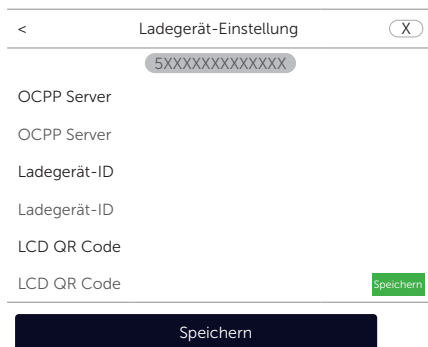 < Ladegerät-Einstellung X
5XXXXXXXXXXXXX
OCPP Server
OCPP Server
Ladegerät-ID
Ladegerät-ID
LCD QR Code
LCD QR Code Speichern
Speichern